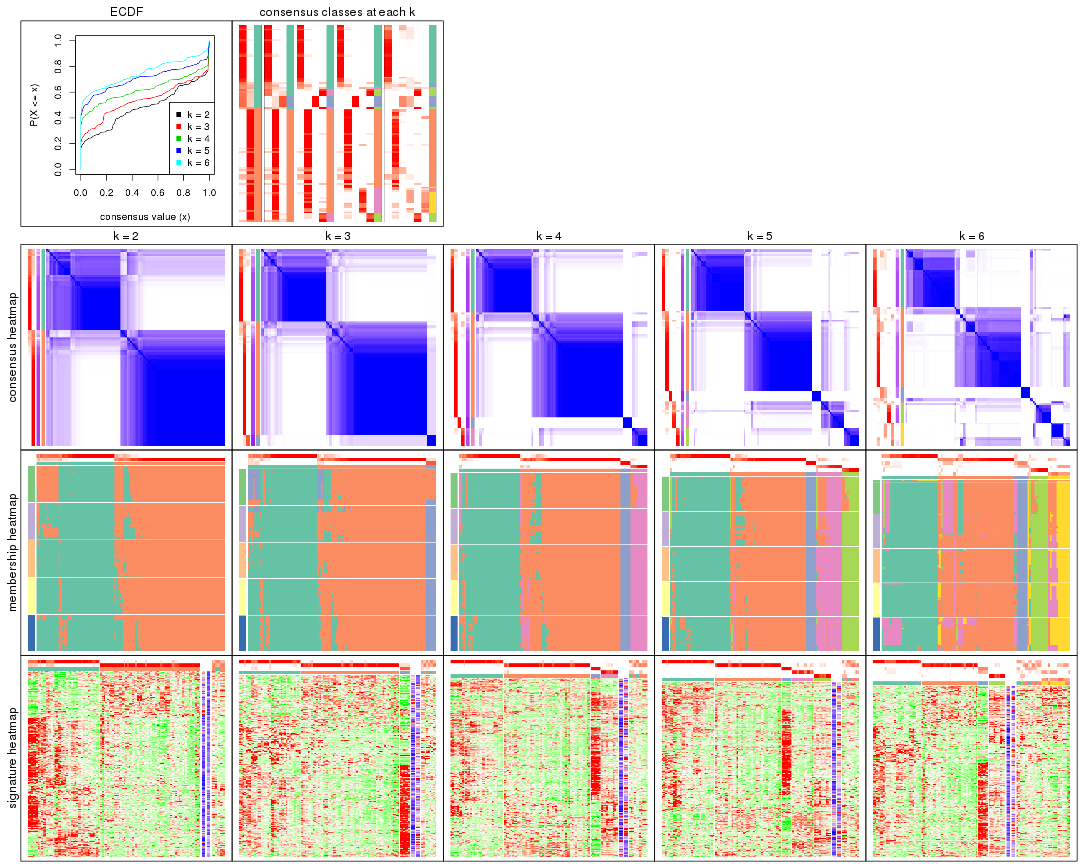 ECDF
consensus classes at each k
P(X <= x)
1.0
0.8
0.6
0.4
0.2
0.0
k = 2
k = 3
k = 4
k = 5
k = 6
0.0 0.2 0.4 0.6 0.8 1.0
consensus value (x)
k = 2
k = 3
k = 4
k = 5
k = 6
consensus heatmap
membership heatmap
signature heatmap